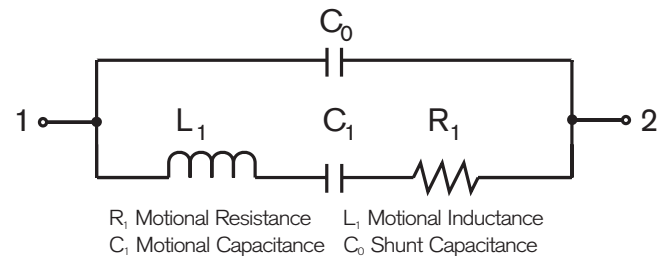 C₀
1 L₁ C₁ R₁ 2
R₁ Motional Resistance L₁ Motional Inductance
C₁ Motional Capacitance C₀ Shunt Capacitance